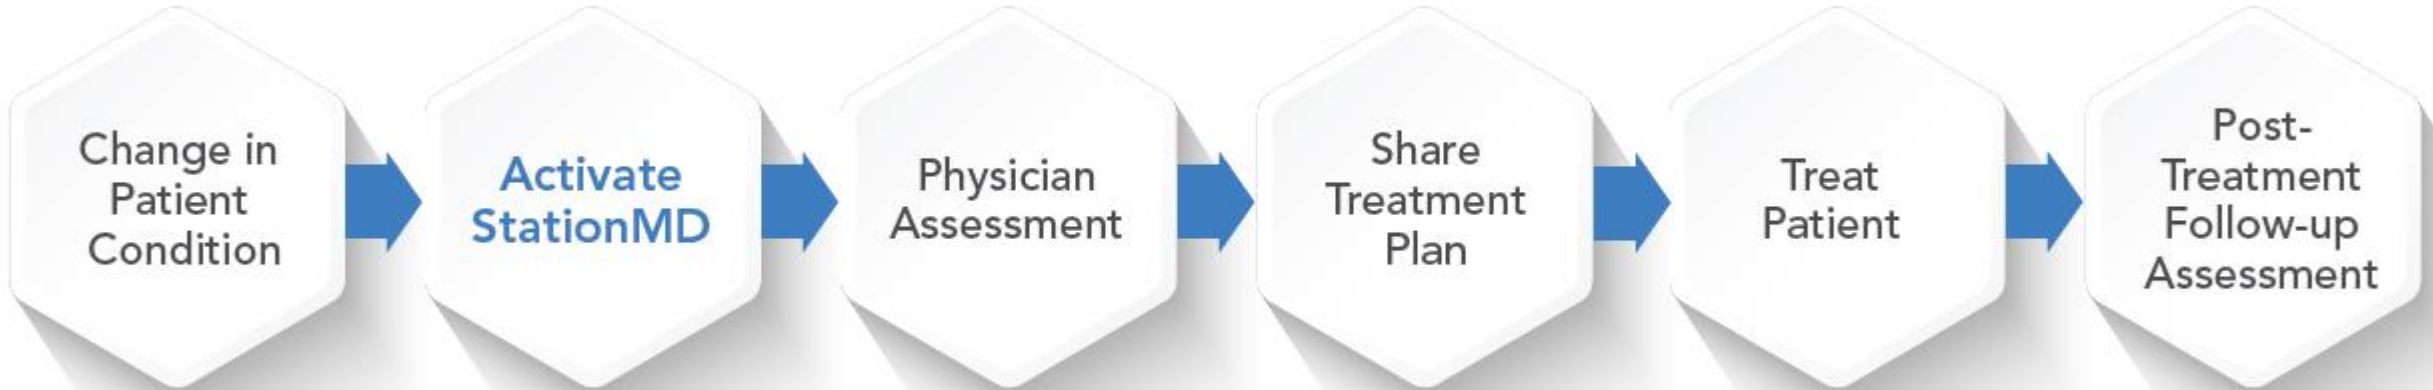 Change in
Patient
Condition
Activate
StationMD
Physician
Assessment
Share
Treatment
Plan
Treat
Patient
Post-
Treatment
Follow-up
Assessment